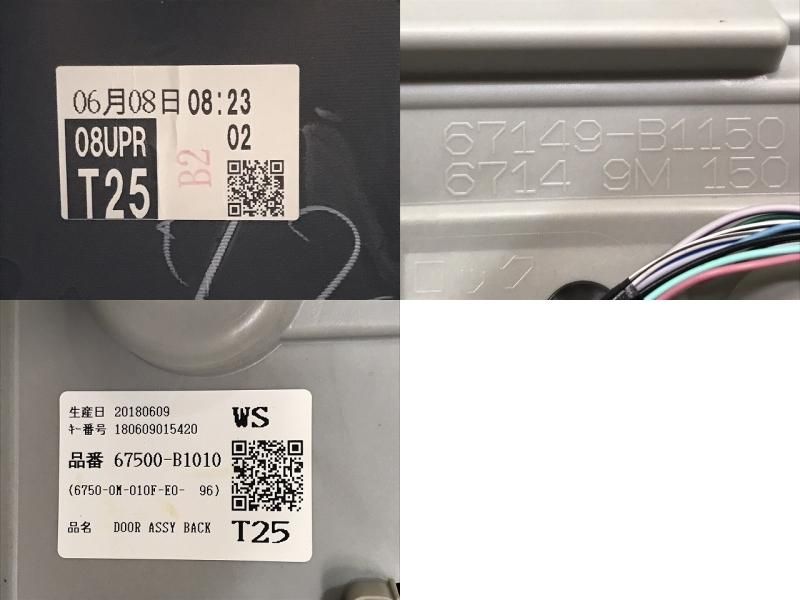 06月08日 08:23
08UPR
02
T25
B2
67149-B1150
6714 9M 150
ロック
生産日 20180609
ｷｰ番号 180609015420
WS
品番 67500-B1010
(6750-0M-010F-E0- 96)
品名 DOOR ASSY BACK
T25